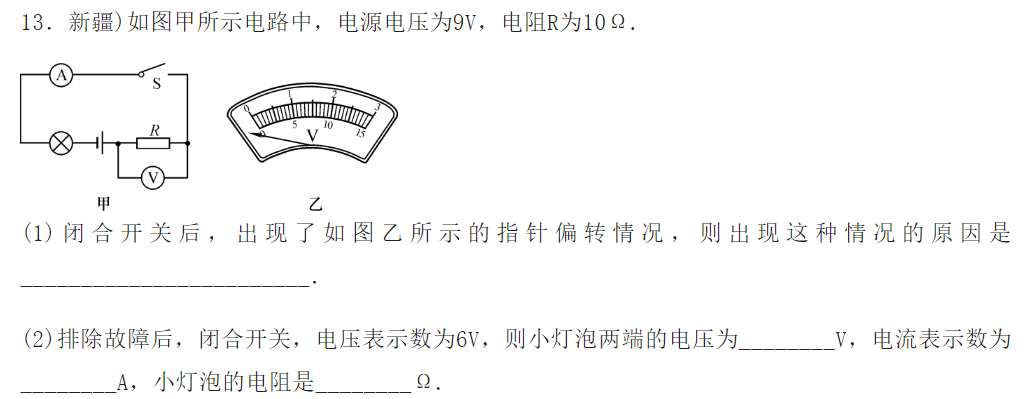 13．新疆)如图甲所示电路中，电源电压为9V，电阻R为10Ω．
A S
0 1 2 3
0 5 10 15
R V
V
甲 乙
(1)闭合开关后，出现了如图乙所示的指针偏转情况，则出现这种情况的原因是
________________________．
(2)排除故障后，闭合开关，电压表示数为6V，则小灯泡两端的电压为________V，电流表示数为
________A，小灯泡的电阻是________Ω．